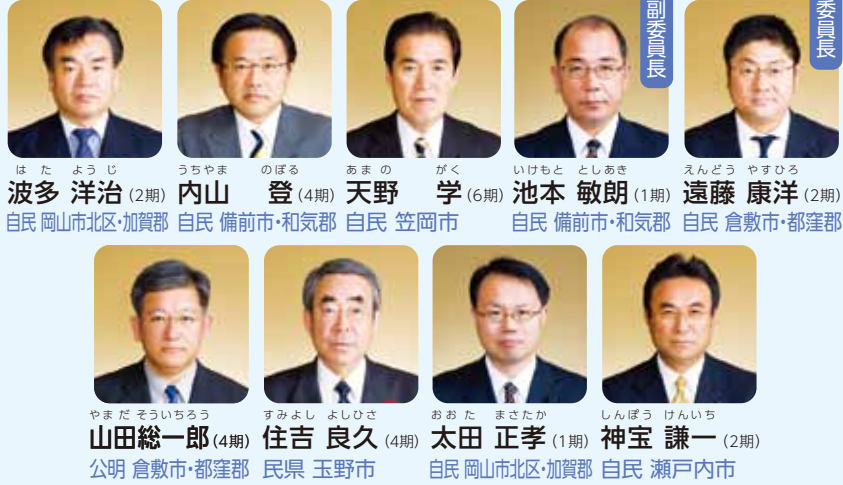 委員長
副委員長
はた ようじ うちやま のぼる あまの がく いけもと としあき えんどう やすひろ
波多 洋治(2期) 内山 登(4期) 天野 学(6期) 池本 敏朗(1期) 遠藤 康洋(2期)
自民 岡山市北区・加賀郡 自民 備前市・和気郡 自民 笠岡市 自民 備前市・和気郡 自民 倉敷市・都窪郡
やまだ そういちろう すみよし よしひさ おおた まさたか しんぽう けんいち
山田総一郎(4期) 住吉 良久(4期) 太田 正孝(1期) 神宝 謙一(2期)
公明 倉敷市・都窪郡 民県 玉野市 自民 岡山市北区・加賀郡 自民 瀬戸内市